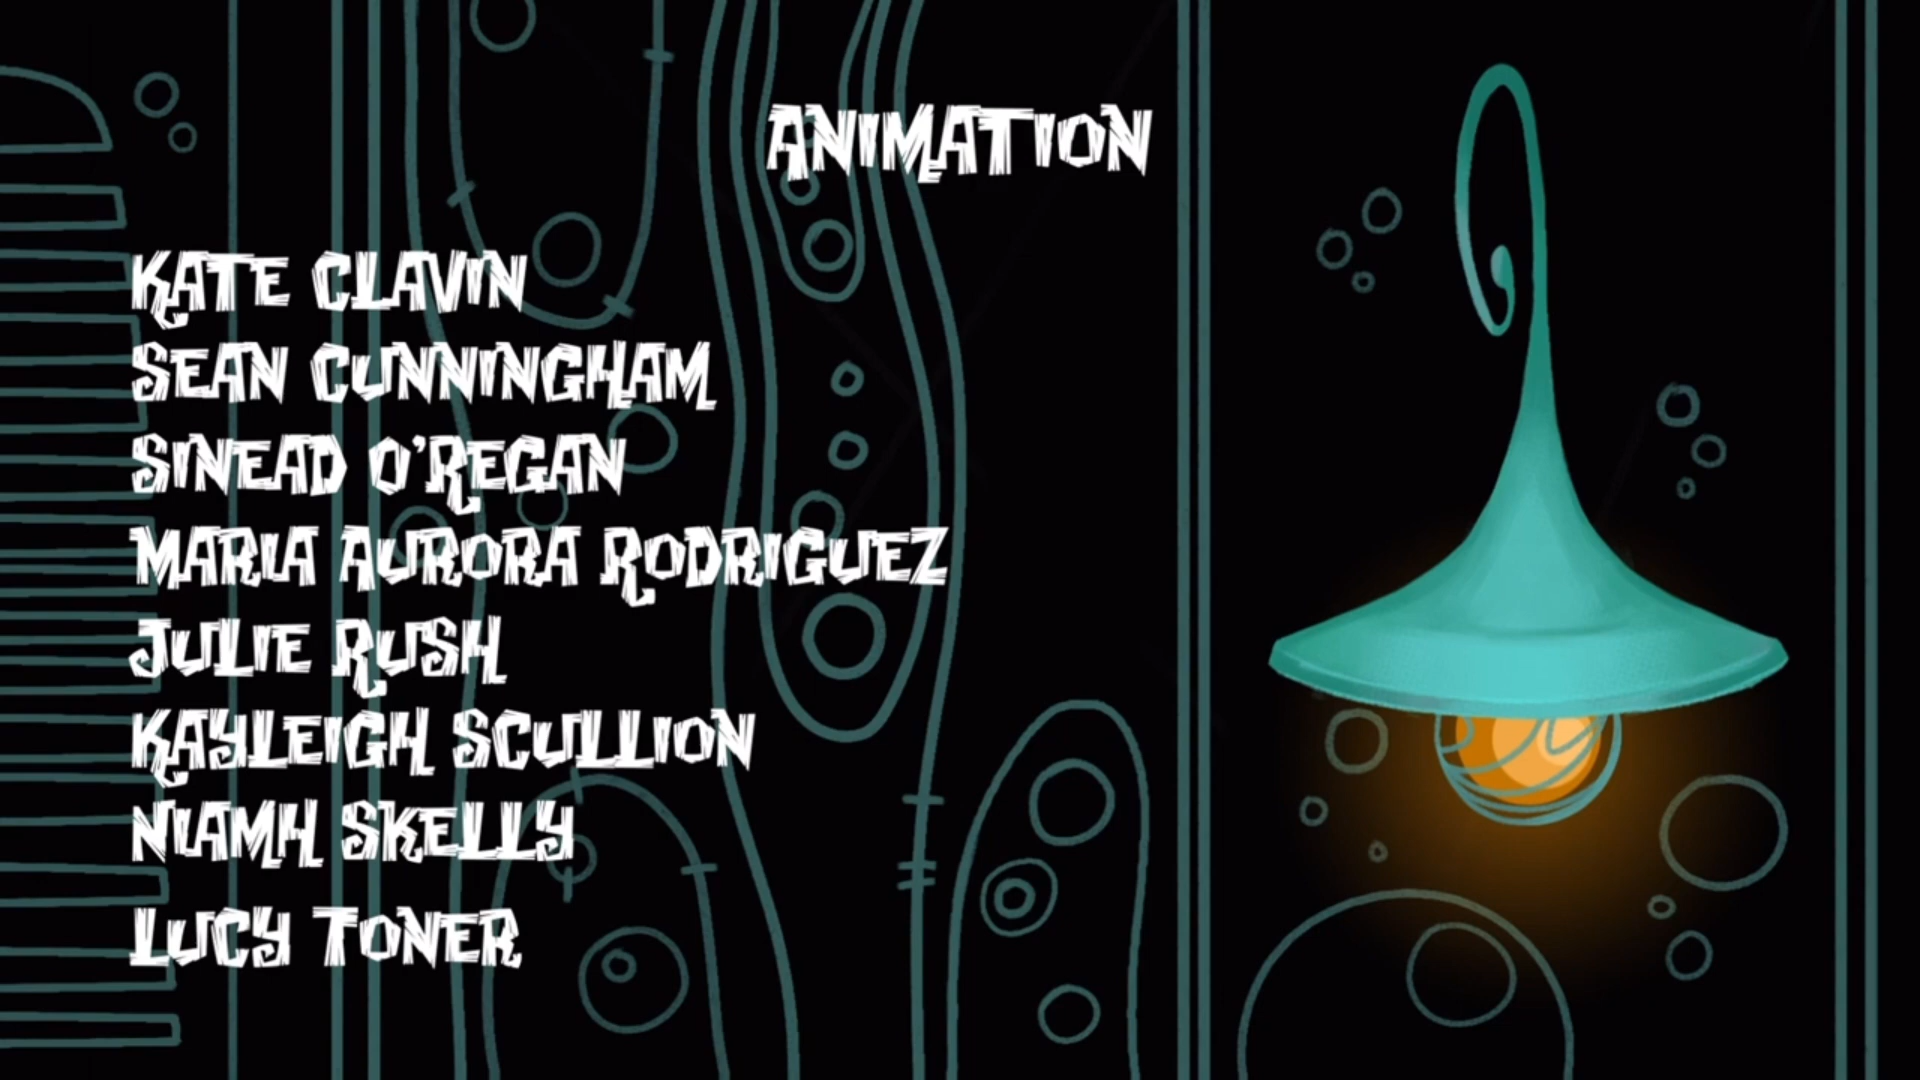 ANIMATION
KATE CLAVIN
SEAN CUNNINGHAM
SINEAD O'REGAN
MARIA AURORA RODRIGUEZ
JULIE RUSH
KAYLEIGH SCULLION
NIAMH SKELLY
LUCY TONER